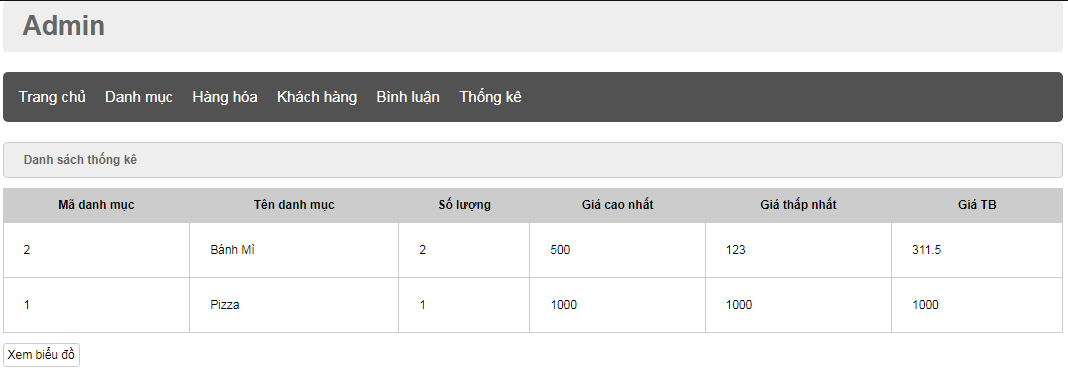 Admin
Trang chủ Danh mục Hàng hóa Khách hàng Bình luận Thống kê
Danh sách thống kê
Mã danh mục Tên danh mục Số lượng Giá cao nhất Giá thấp nhất Giá TB
2 Bánh Mì 2 500 123 311.5
1 Pizza 1 1000 1000 1000
Xem biểu đồ